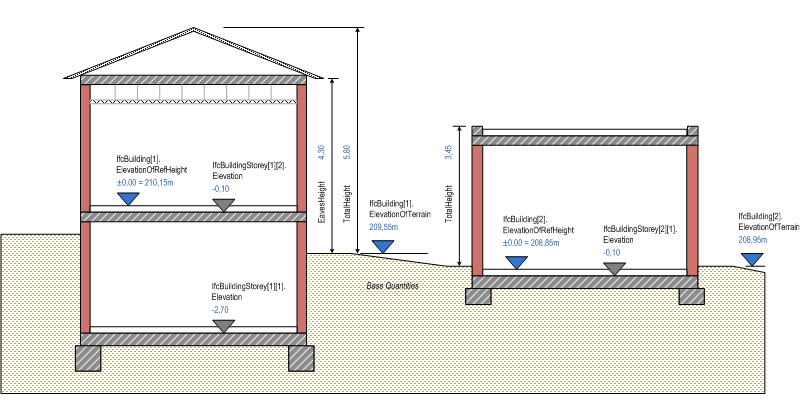 IfcBuilding[1].
ElevationOfRefHeight
±0,00 = 210,15m
IfcBuildingStorey[1][2].
Elevation
-0,10
IfcBuildingStorey[1][1].
Elevation
-2,70
EavesHeight 4,30
TotalHeight 5,80
IfcBuilding[1].
ElevationOfTerrain
209,55m
Base Quantities
TotalHeight 3,45
IfcBuilding[2].
ElevationOfRefHeight
±0,00 = 208,85m
IfcBuildingStorey[2][1].
Elevation
-0,10
IfcBuilding[2].
ElevationOfTerrain
208,95m